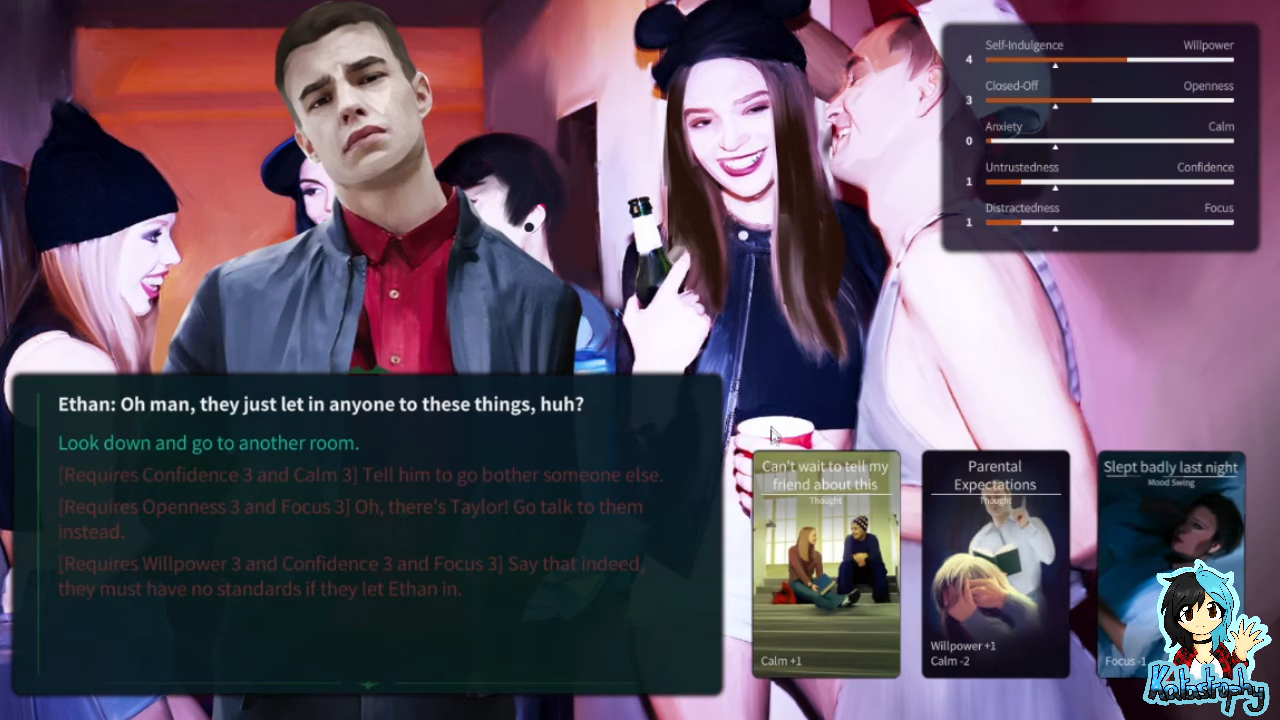 Self-Indulgence Willpower
4
Closed-Off Openness
3
Anxiety Calm
0
Untrustedness Confidence
1
Distractedness Focus
1
Ethan: Oh man, they just let in anyone to these things, huh?
Look down and go to another room.
[Requires Confidence 3 and Calm 3] Tell him to go bother someone else.
[Requires Openness 3 and Focus 3] Oh, there's Taylor! Go talk to them
instead.
[Requires Willpower 3 and Confidence 3 and Focus 3] Say that indeed,
they must have no standards if they let Ethan in.
Can't wait to tell my
friend about this
Thought
Calm +1
Parental
Expectations
Thought
Willpower +1
Calm -2
Slept badly last night
Mood Swing
Focus -1
Kalastrophy